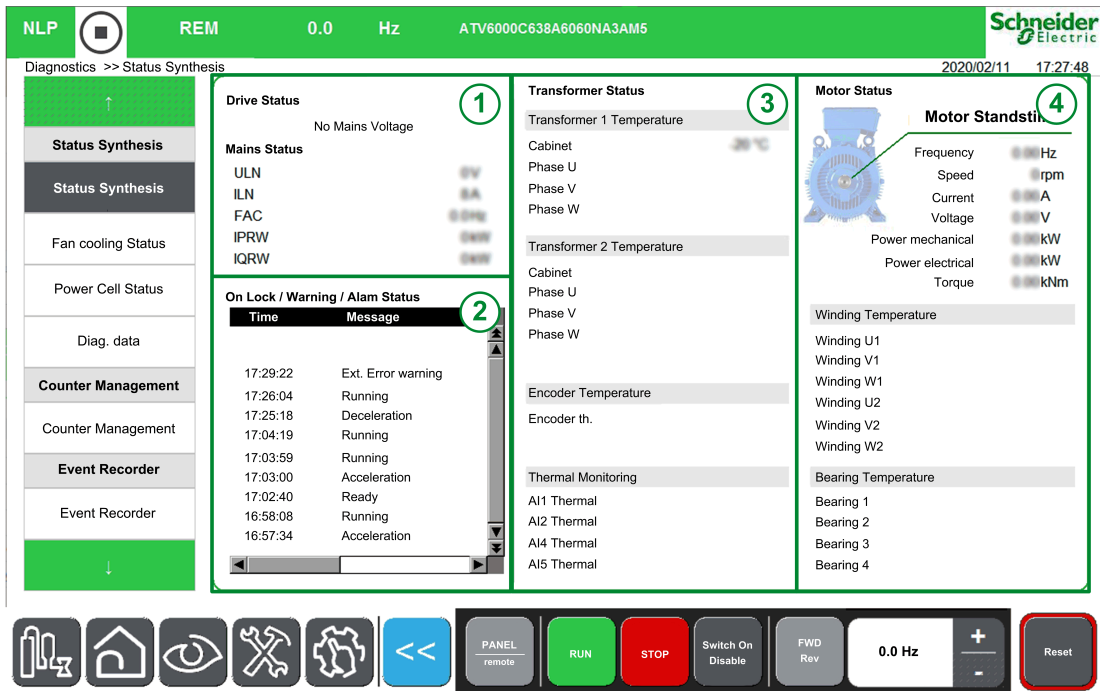 NLP REM 0.0 Hz ATV6000C638A6060NA3AM5
Schneider
Electric
Diagnostics >> Status Synthesis 2020/02/11 17:27:48
↑
Status Synthesis
Status Synthesis
Fan cooling Status
Power Cell Status
Diag. data
Counter Management
Counter Management
Event Recorder
Event Recorder
↓
Drive Status
1
No Mains Voltage
Mains Status
ULN
ILN
FAC
IPRW
IQRW
On Lock / Warning / Alam Status
2
Time Message
17:29:22 Ext. Error warning
17:26:04 Running
17:25:18 Deceleration
17:04:19 Running
17:03:59 Running
17:03:00 Acceleration
17:02:40 Ready
16:58:08 Running
16:57:34 Acceleration
Transformer Status
3
Transformer 1 Temperature
Cabinet
Phase U
Phase V
Phase W
Transformer 2 Temperature
Cabinet
Phase U
Phase V
Phase W
Encoder Temperature
Encoder th.
Thermal Monitoring
AI1 Thermal
AI2 Thermal
AI4 Thermal
AI5 Thermal
Motor Status
4
Motor
Frequency Hz
Speed rpm
Current A
Voltage V
Power mechanical kW
Power electrical kW
Torque kNm
Winding Temperature
Winding U1
Winding V1
Winding W1
Winding U2
Winding V2
Winding W2
Bearing Temperature
Bearing 1
Bearing 2
Bearing 3
Bearing 4
<<
PANEL
remote
RUN
STOP
Switch On
Disable
FWD
Rev
0.0 Hz
+
-
Reset